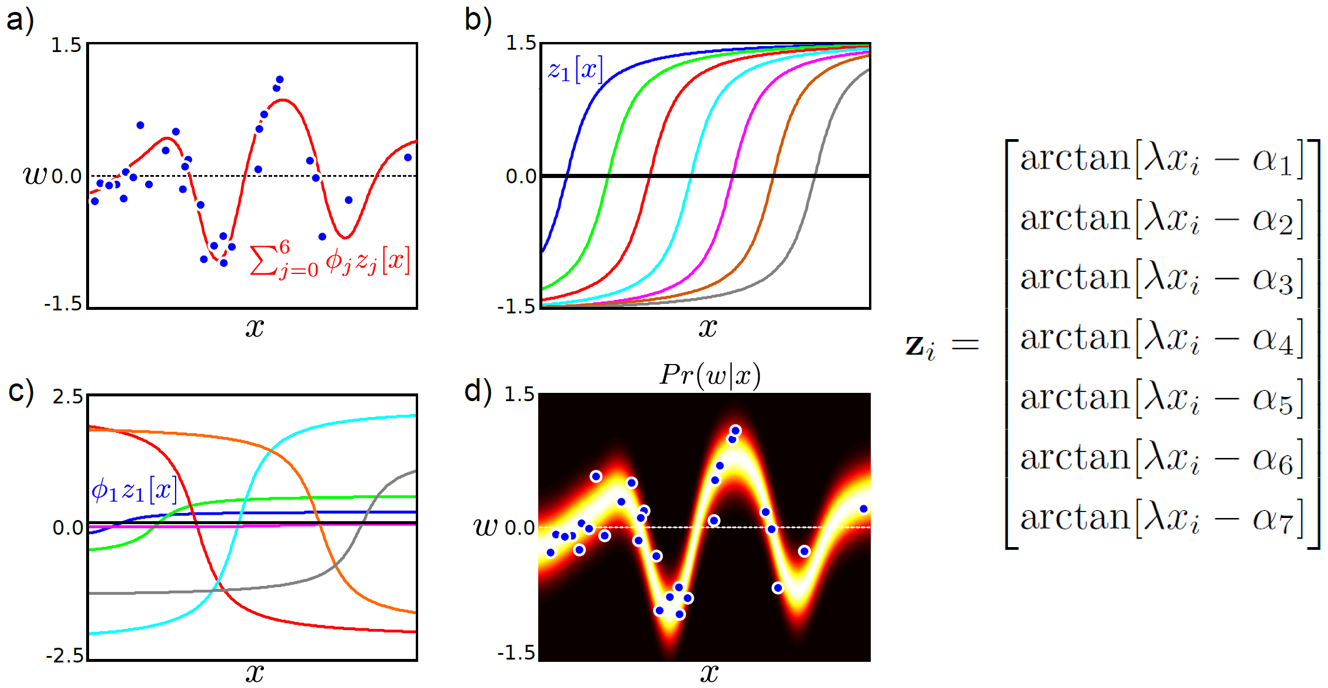 a)
1.5
w 0.0
-1.5
x
∑_{j=0}^{6} ϕ_j z_j[x]
b)
1.5
z_1[x]
0.0
-1.5
x
c)
2.5
ϕ_1 z_1[x]
0.0
-2.5
x
d)
Pr(w|x)
1.5
w 0.0
-1.5
x
z_i =
arctan[λx_i − α_1]
arctan[λx_i − α_2]
arctan[λx_i − α_3]
arctan[λx_i − α_4]
arctan[λx_i − α_5]
arctan[λx_i − α_6]
arctan[λx_i − α_7]